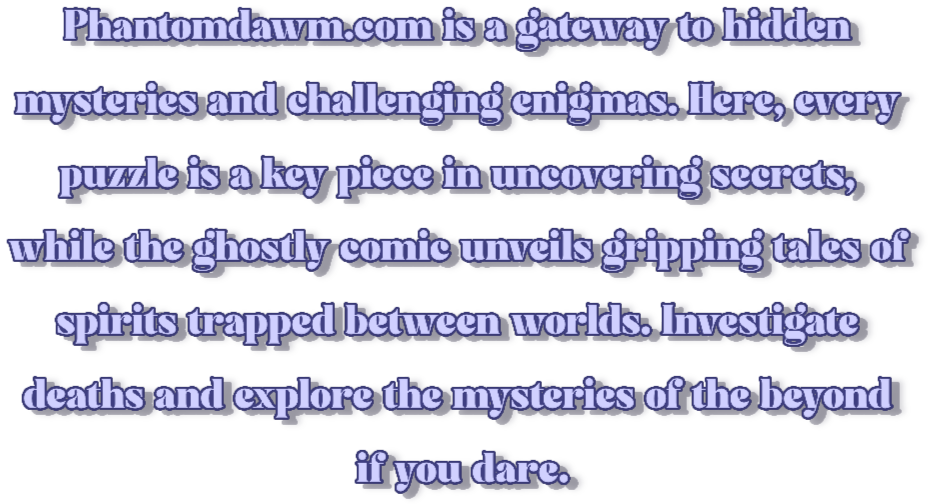 Phantomdawm.com is a gateway to hidden
mysteries and challenging enigmas. Here, every
puzzle is a key piece in uncovering secrets,
while the ghostly comic unveils gripping tales of
spirits trapped between worlds. Investigate
deaths and explore the mysteries of the beyond
if you dare.